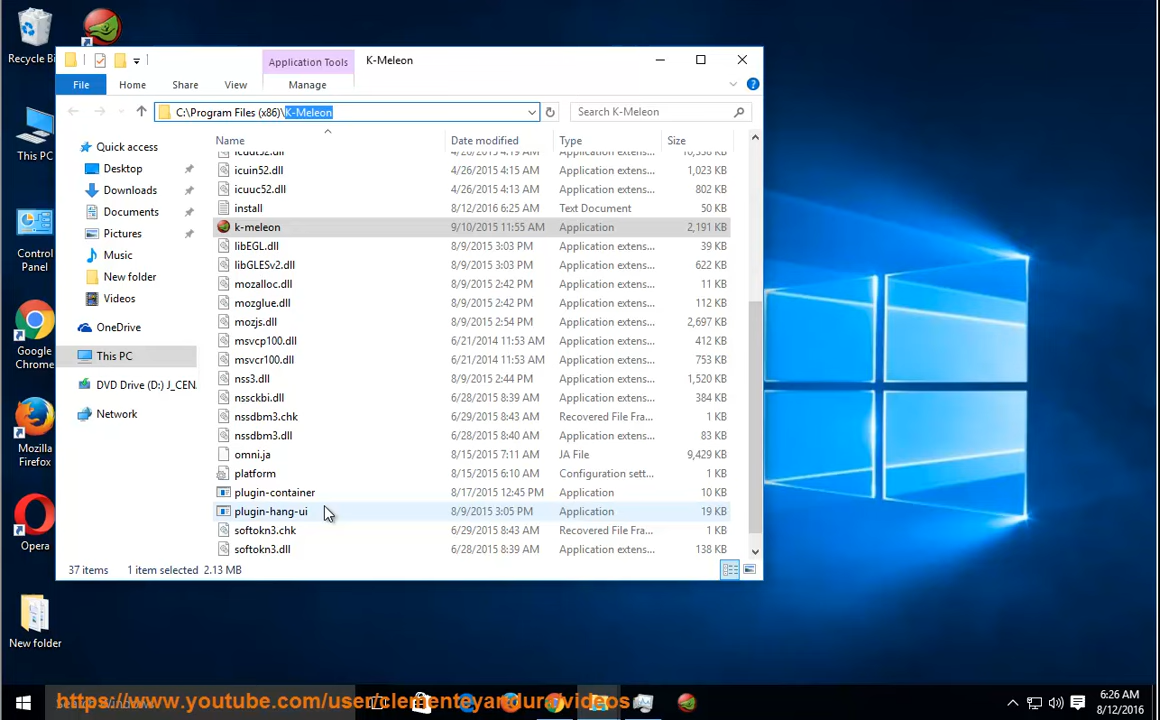 Recycle Bi
Application Tools
K-Meleon
File
Home
Share
View
Manage
C:\Program Files (x86)\K-Meleon
Search K-Meleon
Name
Date modified
Type
Size
Quick access
Desktop
Downloads
Documents
Pictures
Music
New folder
Videos
OneDrive
This PC
DVD Drive (D:) J_CEN
Network
icudt52.dll 4/26/2015 4:19 AM Application extens... 10,336 KB
icuin52.dll 4/26/2015 4:15 AM Application extens... 1,023 KB
icuuc52.dll 4/26/2015 4:13 AM Application extens... 802 KB
install 8/12/2016 6:25 AM Text Document 50 KB
k-meleon 9/10/2015 11:55 AM Application 2,191 KB
libEGL.dll 8/9/2015 3:03 PM Application extens... 39 KB
libGLESv2.dll 8/9/2015 3:03 PM Application extens... 622 KB
mozalloc.dll 8/9/2015 2:42 PM Application extens... 11 KB
mozglue.dll 8/9/2015 2:42 PM Application extens... 112 KB
mozjs.dll 8/9/2015 2:54 PM Application extens... 2,697 KB
msvcp100.dll 6/21/2014 11:53 AM Application extens... 412 KB
msvcr100.dll 6/21/2014 11:53 AM Application extens... 753 KB
nss3.dll 8/9/2015 2:44 PM Application extens... 1,520 KB
nssckbi.dll 6/28/2015 8:39 AM Application extens... 384 KB
nssdbm3.chk 6/29/2015 8:43 AM Recovered File Fra... 1 KB
nssdbm3.dll 6/28/2015 8:40 AM Application extens... 83 KB
omni.ja 8/15/2015 7:11 AM JA File 9,429 KB
platform 8/15/2015 6:10 AM Configuration sett... 1 KB
plugin-container 8/17/2015 12:45 PM Application 10 KB
plugin-hang-ui 8/9/2015 3:05 PM Application 19 KB
softokn3.chk 6/29/2015 8:43 AM Recovered File Fra... 1 KB
softokn3.dll 6/28/2015 8:39 AM Application extens... 138 KB
37 items
1 item selected 2.13 MB
This PC
Control
Panel
Google
Chrome
Mozilla
Firefox
Opera
New folder
https://www.youtube.com/user/clementeyandura/videos
6:26 AM
8/12/2016